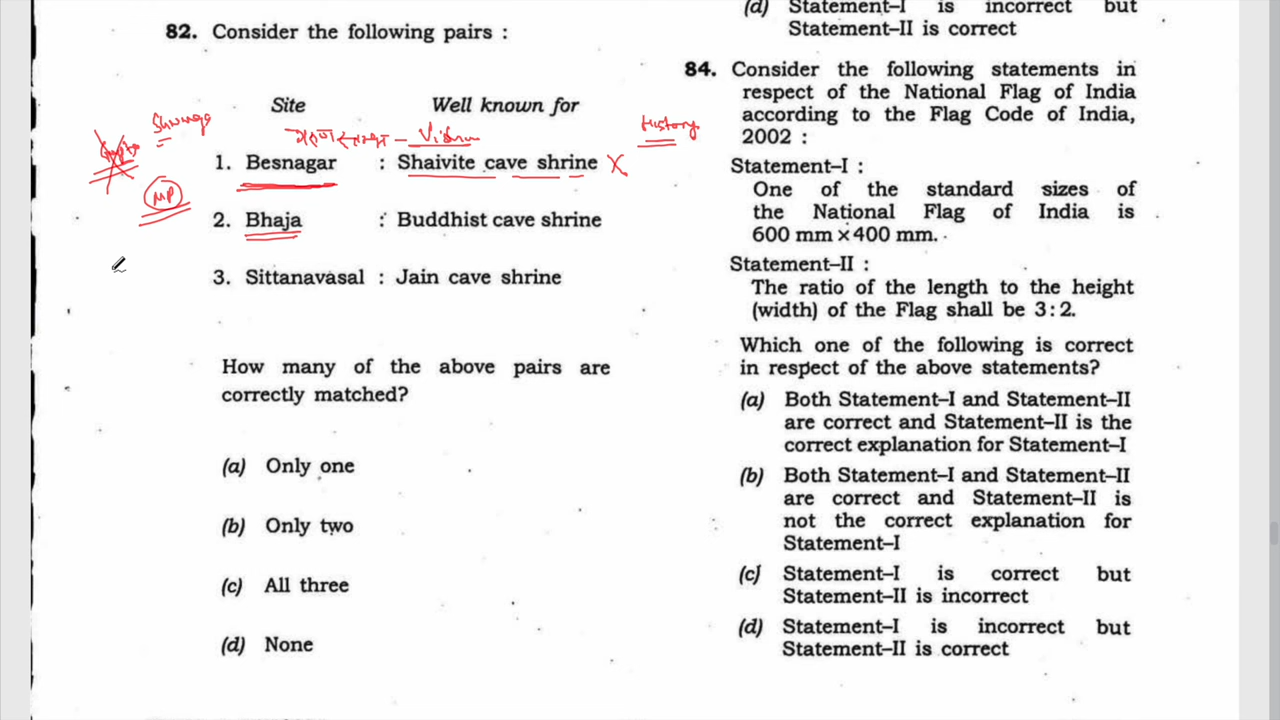 82. Consider the following pairs :
Site Well known for
Shunga
Gupta
गरुण स्तम्भ - Vishnu
History
1. Besnagar : Shaivite cave shrine X
MP
2. Bhaja : Buddhist cave shrine
3. Sittanavasal : Jain cave shrine
How many of the above pairs are
correctly matched?
(a) Only one
(b) Only two
(c) All three
(d) None
(d) Statement–I is incorrect but
Statement–II is correct
84. Consider the following statements in
respect of the National Flag of India
according to the Flag Code of India,
2002 :
Statement–I :
One of the standard sizes of
the National Flag of India is
600 mm×400 mm.
Statement–II :
The ratio of the length to the height
(width) of the Flag shall be 3:2.
Which one of the following is correct
in respect of the above statements?
(a) Both Statement–I and Statement–II
are correct and Statement–II is the
correct explanation for Statement–I
(b) Both Statement–I and Statement–II
are correct and Statement–II is
not the correct explanation for
Statement–I
(c) Statement–I is correct but
Statement–II is incorrect
(d) Statement–I is incorrect but
Statement–II is correct